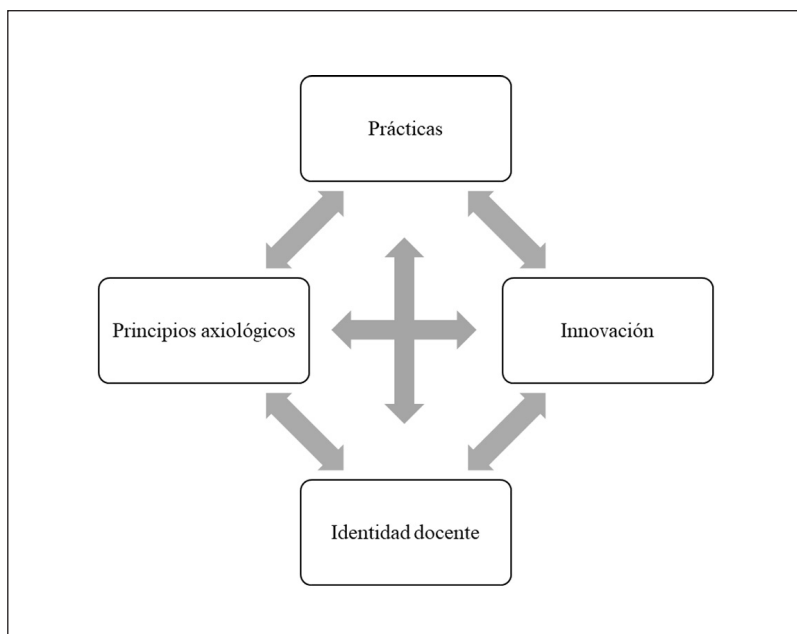 Prácticas
Principios axiológicos
Innovación
Identidad docente